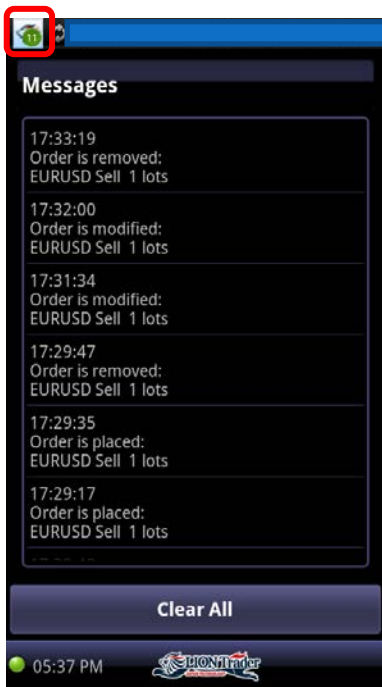 11
Messages
17:33:19
Order is removed:
EURUSD Sell 1 lots
17:32:00
Order is modified:
EURUSD Sell 1 lots
17:31:34
Order is modified:
EURUSD Sell 1 lots
17:29:47
Order is removed:
EURUSD Sell 1 lots
17:29:35
Order is placed:
EURUSD Sell 1 lots
17:29:17
Order is placed:
EURUSD Sell 1 lots
Clear All
05:37 PM LIONTrader